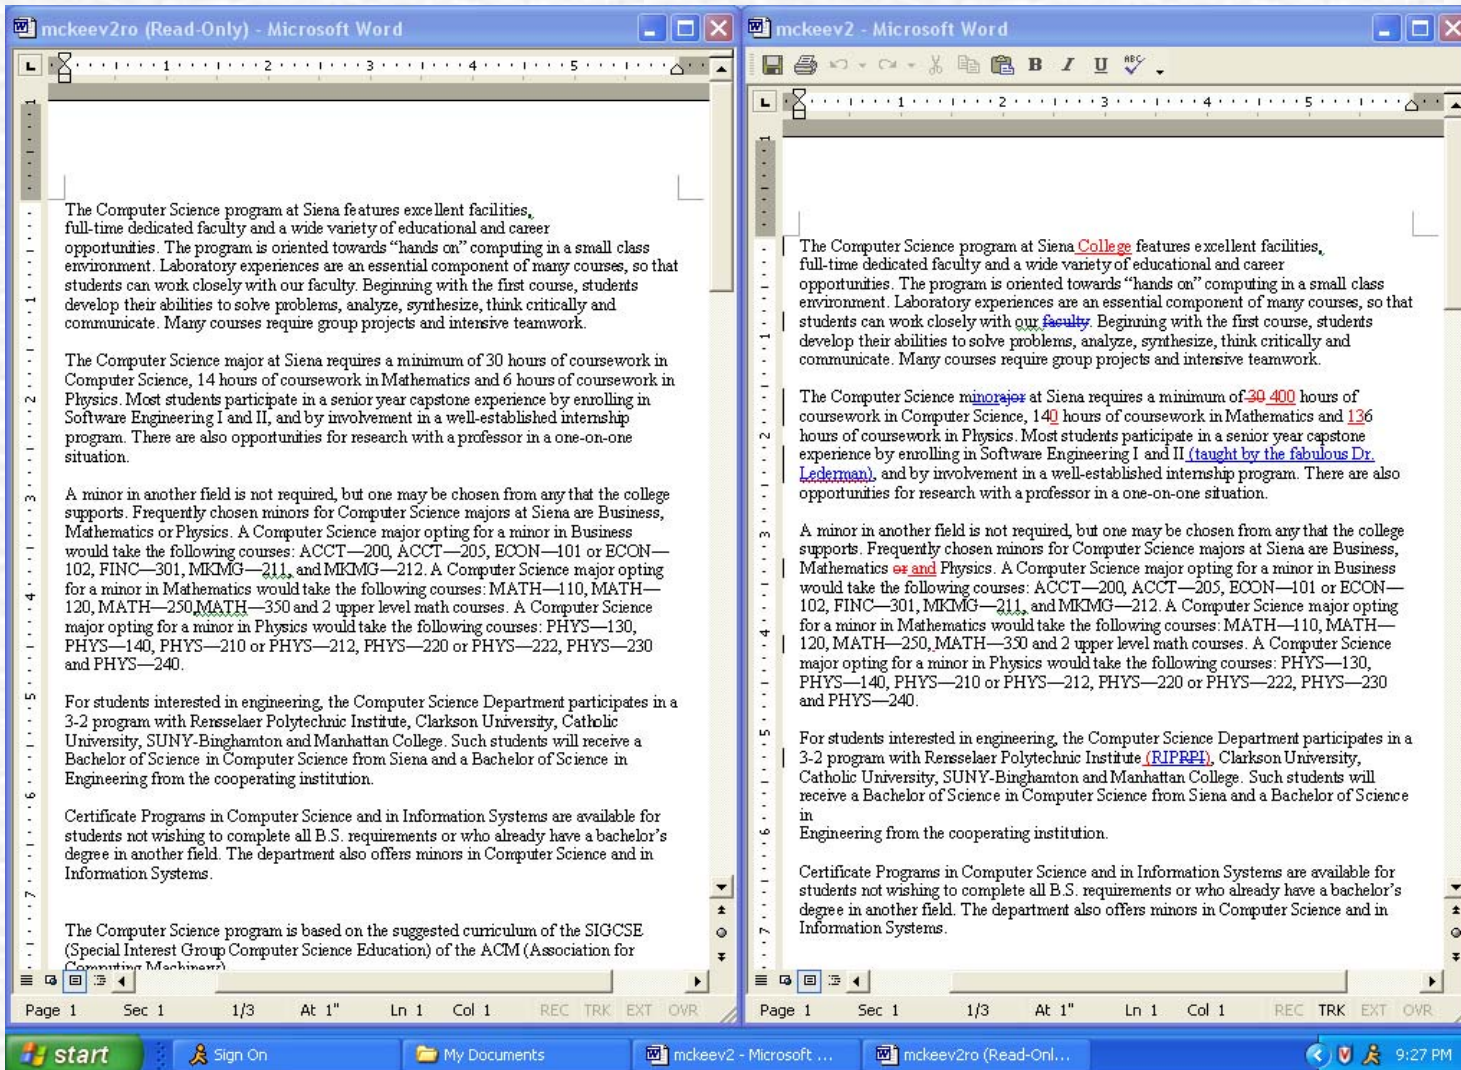 mckeev2ro (Read-Only) - Microsoft Word
1 2 3 4 5
The Computer Science program at Siena features excellent facilities,
full-time dedicated faculty and a wide variety of educational and career
opportunities. The program is oriented towards “hands on” computing in a small class
environment. Laboratory experiences are an essential component of many courses, so that
students can work closely with our faculty. Beginning with the first course, students
develop their abilities to solve problems, analyze, synthesize, think critically and
communicate. Many courses require group projects and intensive teamwork.
The Computer Science major at Siena requires a minimum of 30 hours of coursework in
Computer Science, 14 hours of coursework in Mathematics and 6 hours of coursework in
Physics. Most students participate in a senior year capstone experience by enrolling in
Software Engineering I and II, and by involvement in a well-established internship
program. There are also opportunities for research with a professor in a one-on-one
situation.
A minor in another field is not required, but one may be chosen from any that the college
supports. Frequently chosen minors for Computer Science majors at Siena are Business,
Mathematics or Physics. A Computer Science major opting for a minor in Business
would take the following courses: ACCT—200, ACCT—205, ECON—101 or ECON—
102, FINC—301, MKMG—211, and MKMG—212. A Computer Science major opting
for a minor in Mathematics would take the following courses: MATH—110, MATH—
120, MATH—250,MATH—350 and 2 upper level math courses. A Computer Science
major opting for a minor in Physics would take the following courses: PHYS—130,
PHYS—140, PHYS—210 or PHYS—212, PHYS—220 or PHYS—222, PHYS—230
and PHYS—240.
For students interested in engineering, the Computer Science Department participates in a
3-2 program with Rensselaer Polytechnic Institute, Clarkson University, Catholic
University, SUNY-Binghamton and Manhattan College. Such students will receive a
Bachelor of Science in Computer Science from Siena and a Bachelor of Science in
Engineering from the cooperating institution.
Certificate Programs in Computer Science and in Information Systems are available for
students not wishing to complete all B.S. requirements or who already have a bachelor’s
degree in another field. The department also offers minors in Computer Science and in
Information Systems.
The Computer Science program is based on the suggested curriculum of the SIGCSE
(Special Interest Group Computer Science Education) of the ACM (Association for
Computing Machinery)
Page 1 Sec 1 1/3 At 1" Ln 1 Col 1 REC TRK EXT OVR
mckeev2 - Microsoft Word
B I U ABC
1 2 3 4 5
The Computer Science program at Siena College features excellent facilities,
full-time dedicated faculty and a wide variety of educational and career
opportunities. The program is oriented towards “hands on” computing in a small class
environment. Laboratory experiences are an essential component of many courses, so that
students can work closely with our faculty. Beginning with the first course, students
develop their abilities to solve problems, analyze, synthesize, think critically and
communicate. Many courses require group projects and intensive teamwork.
The Computer Science minorajor at Siena requires a minimum of 30 400 hours of
coursework in Computer Science, 140 hours of coursework in Mathematics and 136
hours of coursework in Physics. Most students participate in a senior year capstone
experience by enrolling in Software Engineering I and II (taught by the fabulous Dr.
Lederman), and by involvement in a well-established internship program. There are also
opportunities for research with a professor in a one-on-one situation.
A minor in another field is not required, but one may be chosen from any that the college
supports. Frequently chosen minors for Computer Science majors at Siena are Business,
Mathematics or and Physics. A Computer Science major opting for a minor in Business
would take the following courses: ACCT—200, ACCT—205, ECON—101 or ECON—
102, FINC—301, MKMG—211, and MKMG—212. A Computer Science major opting
for a minor in Mathematics would take the following courses: MATH—110, MATH—
120, MATH—250, MATH—350 and 2 upper level math courses. A Computer Science
major opting for a minor in Physics would take the following courses: PHYS—130,
PHYS—140, PHYS—210 or PHYS—212, PHYS—220 or PHYS—222, PHYS—230
and PHYS—240.
For students interested in engineering, the Computer Science Department participates in a
3-2 program with Rensselaer Polytechnic Institute (RIPRPI), Clarkson University,
Catholic University, SUNY-Binghamton and Manhattan College. Such students will
receive a Bachelor of Science in Computer Science from Siena and a Bachelor of Science
in
Engineering from the cooperating institution.
Certificate Programs in Computer Science and in Information Systems are available for
students not wishing to complete all B.S. requirements or who already have a bachelor’s
degree in another field. The department also offers minors in Computer Science and in
Information Systems.
Page 1 Sec 1 1/3 At 1" Ln 1 Col 1 REC TRK EXT OVR
start Sign On My Documents mckeev2 - Microsoft ... mckeev2ro (Read-Onl... 9:27 PM